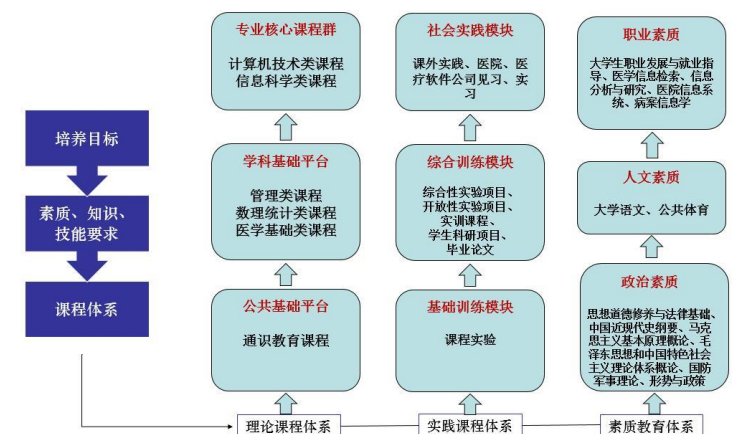 专业核心课程群
计算机技术类课程
信息科学类课程
社会实践模块
课外实践、医院、医
疗软件公司见习、实
习
职业素质
大学生职业发展与就业指
导、医学信息检索、信息
分析与研究、医院信息系
统、病案信息学
培养目标
素质、知识、
技能要求
课程体系
学科基础平台
管理类课程
数理统计类课程
医学基础类课程
综合训练模块
综合性实验项目、
开放性实验项目、
实训课程、
学生科研项目、
毕业论文
人文素质
大学语文、公共体育
公共基础平台
通识教育课程
基础训练模块
课程实验
政治素质
思想道德修养与法律基础、
中国近现代史纲要、马克
思主义基本原理概论、毛
泽东思想和中国特色社会
主义理论体系概论、国防
军事理论、形势与政策
理论课程体系
实践课程体系
素质教育体系